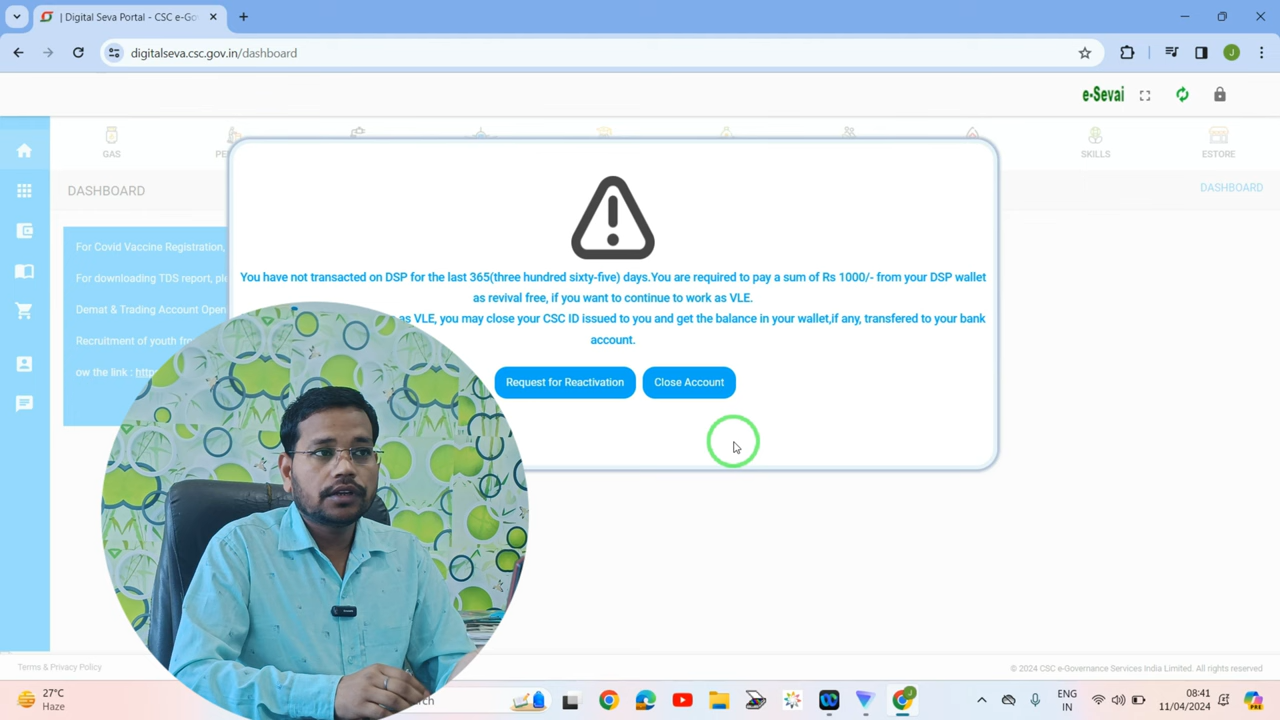 | Digital Seva Portal - CSC e-Go
digitalseva.csc.gov.in/dashboard
J
e-Sevai
GAS
SKILLS
ESTORE
DASHBOARD
DASHBOARD
For Covid Vaccine Registration,
For downloading TDS report,
Demat & Trading Account Open
Recruitment of youth
ow the link :
You have not transacted on DSP for the last 365(three hundred sixty-five) days.You are required to pay a sum of Rs 1000/- from your DSP wallet
as revival free, if you want to continue to work as VLE.
as VLE, you may close your CSC ID issued to you and get the balance in your wallet,if any, transfered to your bank
account.
Request for Reactivation
Close Account
Terms & Privacy Policy
© 2024 CSC e-Governance Services India Limited. All rights reserved
27°C
Haze
ENG
IN
08:41
11/04/2024